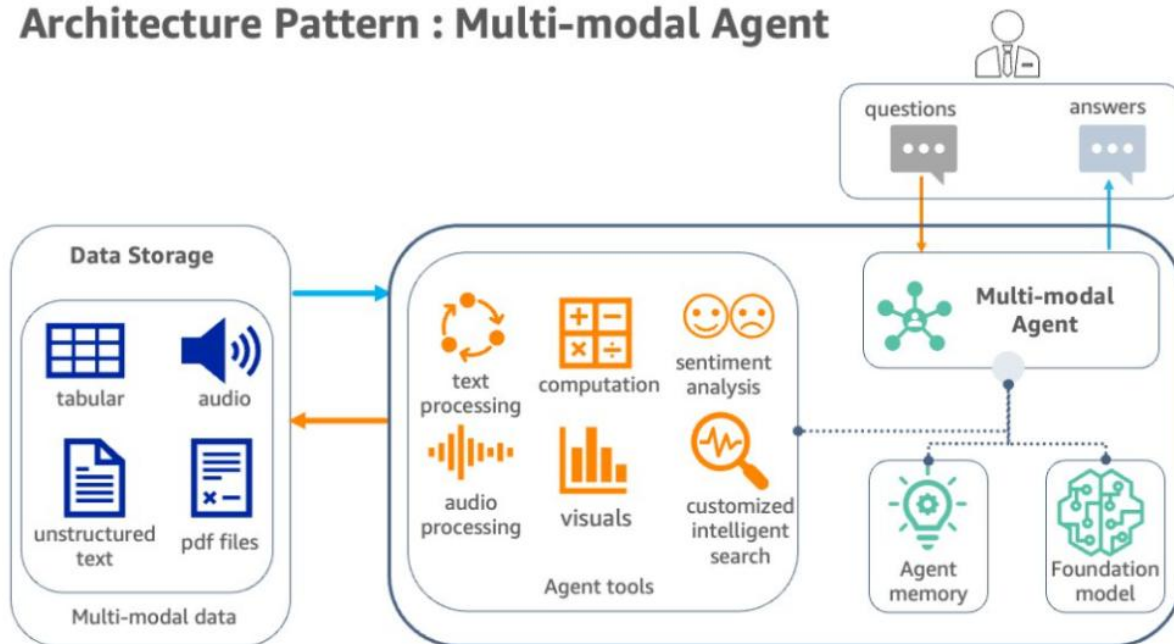 Architecture Pattern : Multi-modal Agent
questions
answers
Data Storage
tabular
audio
unstructured
text
pdf files
Multi-modal data
text
processing
computation
sentiment
analysis
audio
processing
visuals
customized
intelligent
search
Agent tools
Multi-modal
Agent
Agent
memory
Foundation
model